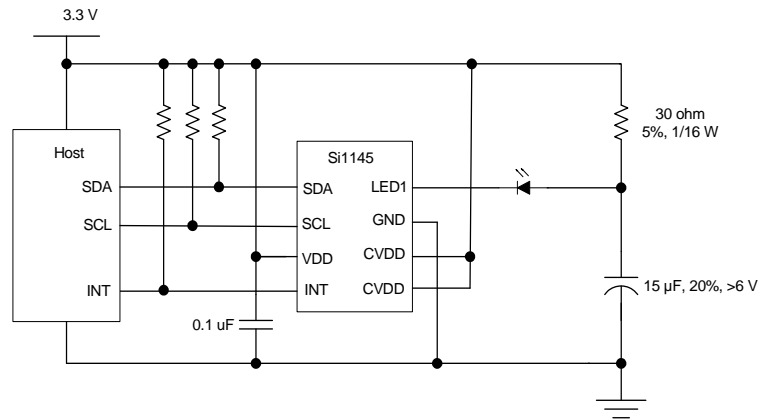 3.3 V
30 ohm
5%, 1/16 W
Host
Si1145
SDA
SDA
LED1
SCL
SCL
GND
VDD
CVDD
INT
INT
CVDD
15 µF, 20%, >6 V
0.1 uF